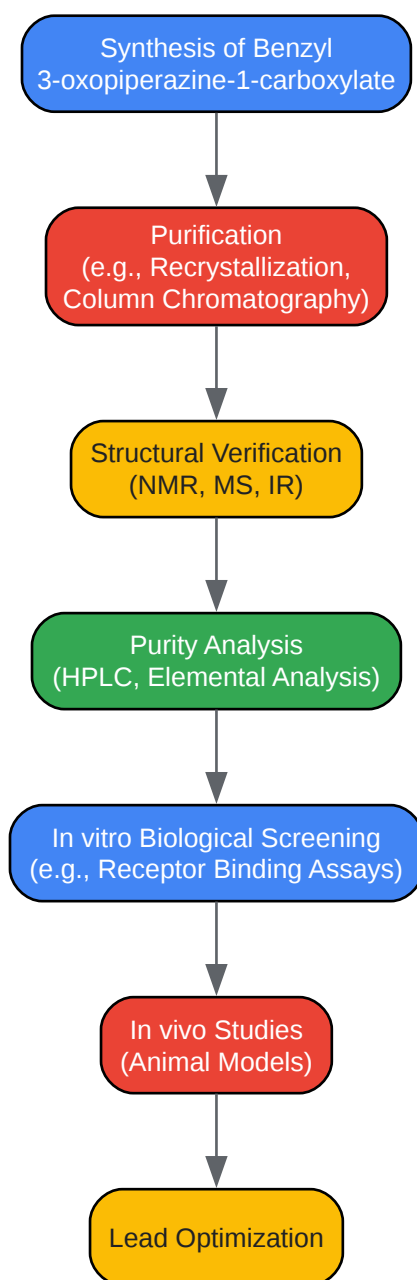 Synthesis of Benzyl
3-oxopiperazine-1-carboxylate
Purification
(e.g., Recrystallization,
Column Chromatography)
Structural Verification
(NMR, MS, IR)
Purity Analysis
(HPLC, Elemental Analysis)
In vitro Biological Screening
(e.g., Receptor Binding Assays)
In vivo Studies
(Animal Models)
Lead Optimization